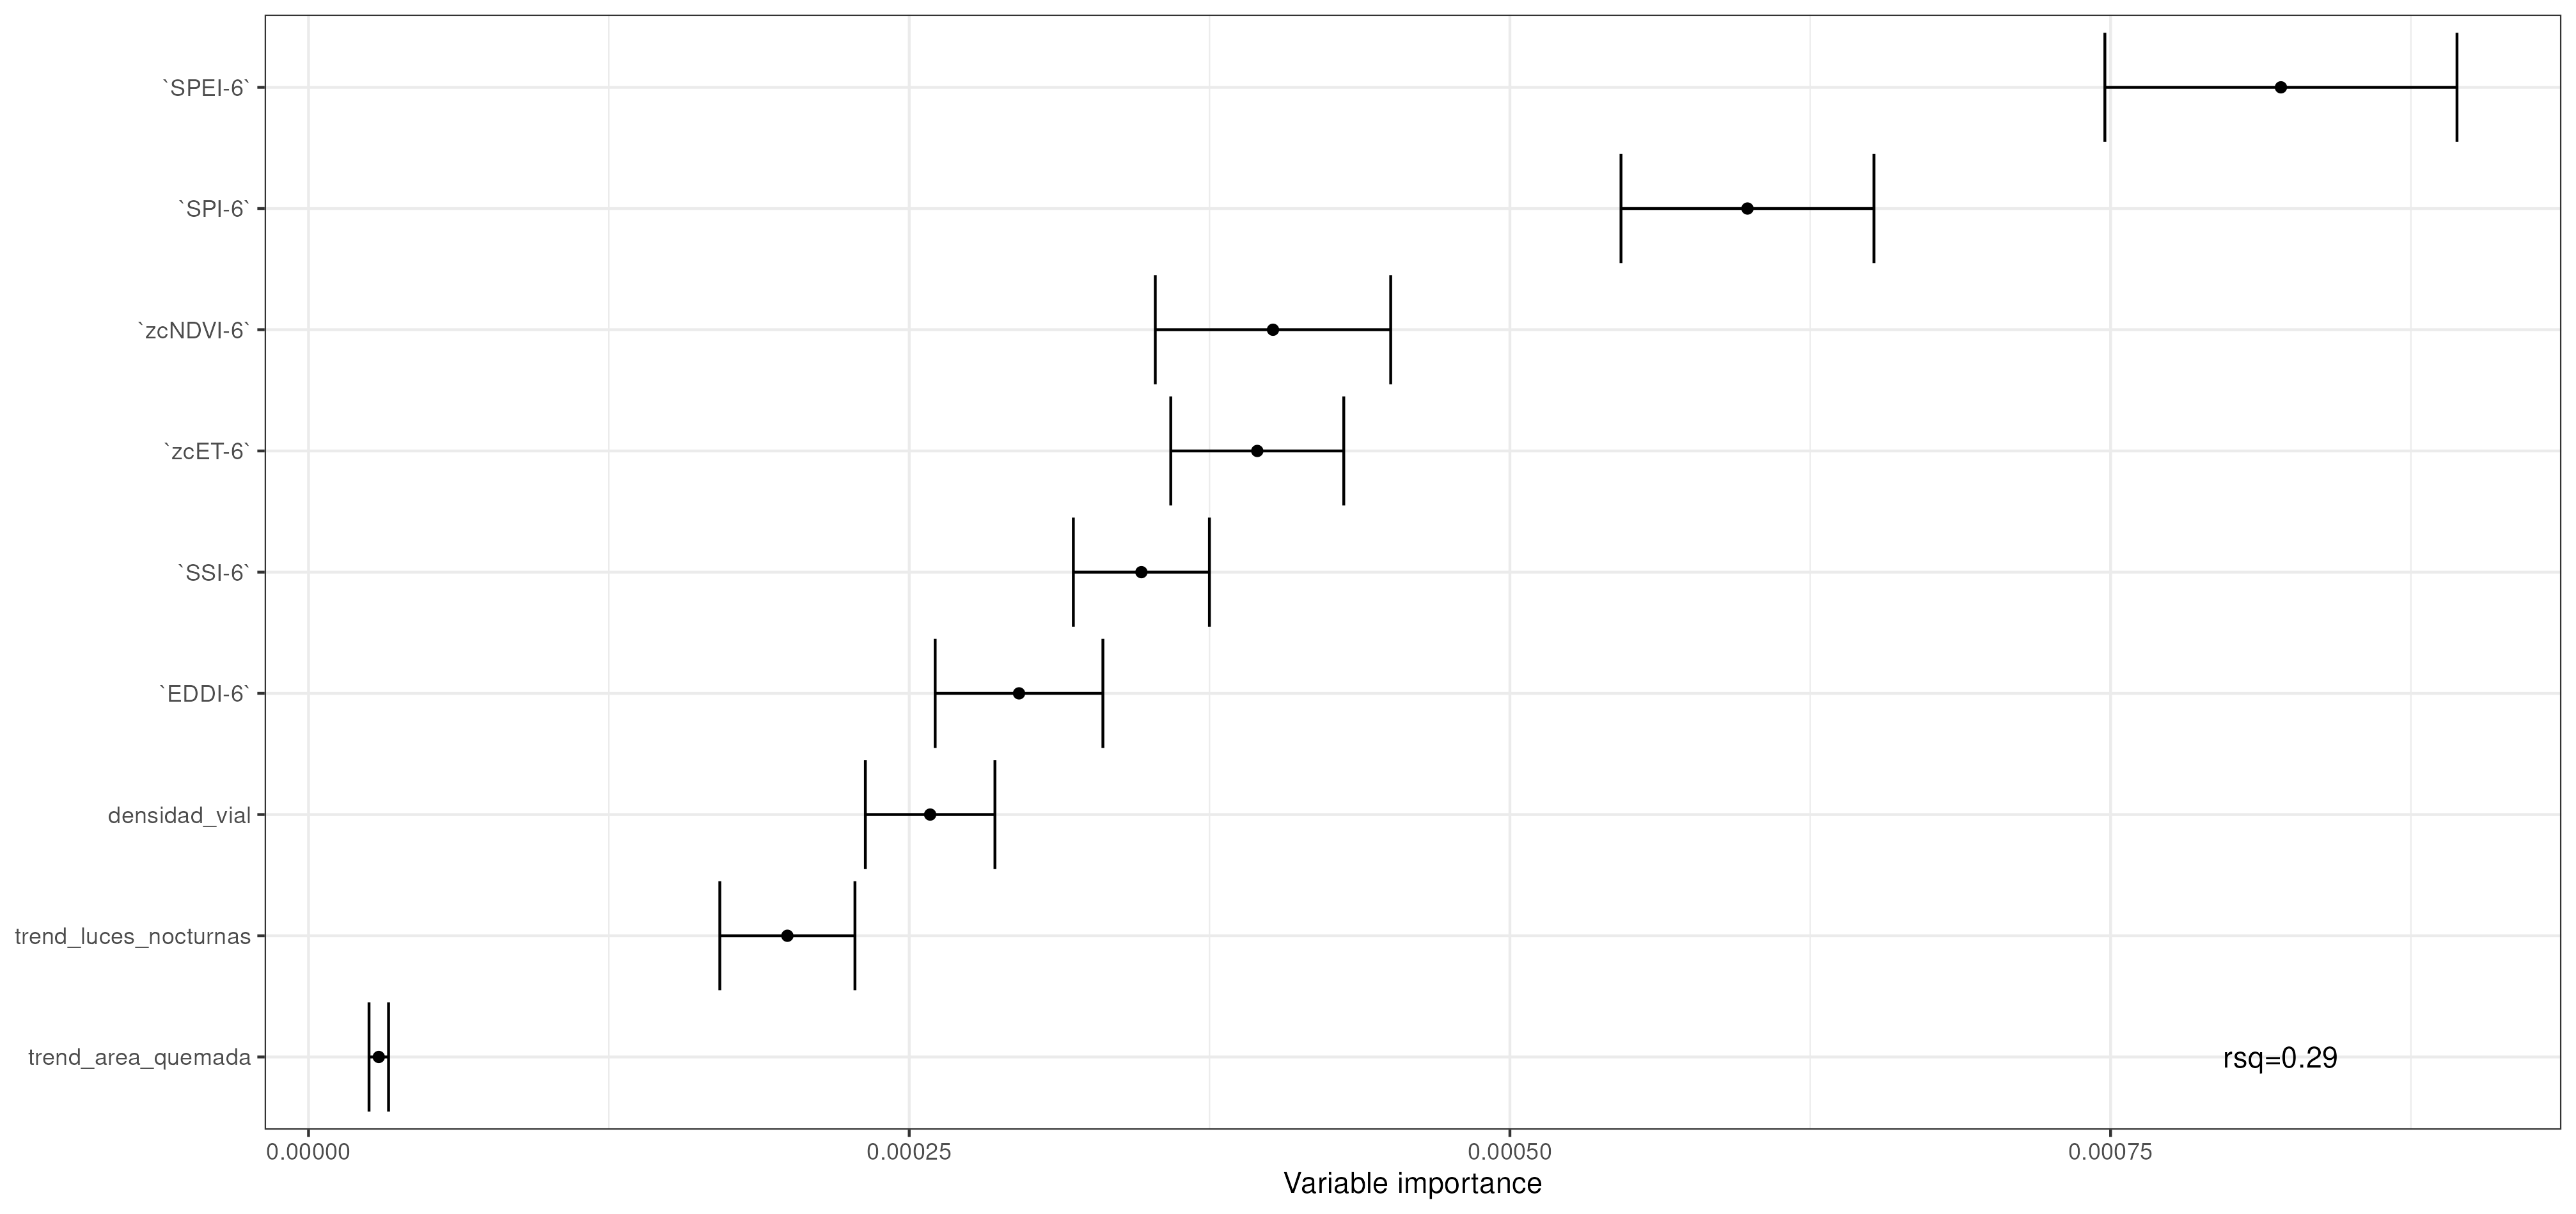 `SPEI-6`
`SPI-6`
`zcNDVI-6`
`zcET-6`
`SSI-6`
`EDDI-6`
densidad_vial
trend_luces_nocturnas
trend_area_quemada
rsq=0.29
0.00000
0.00025
0.00050
0.00075
Variable importance